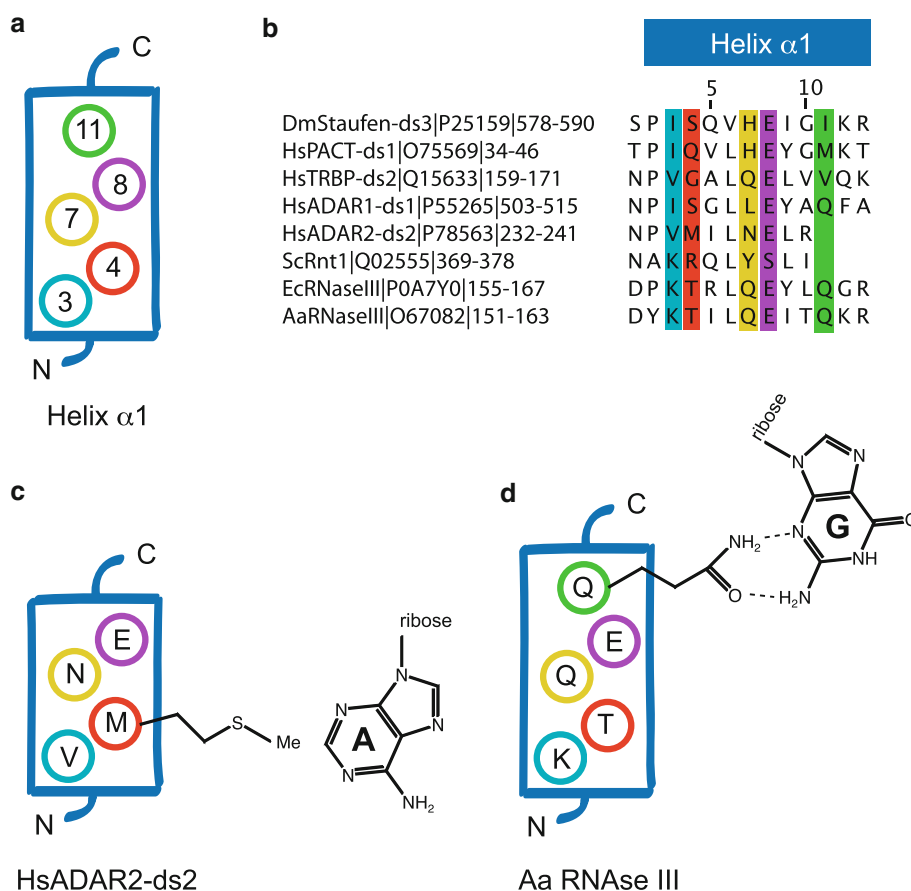 a
C
11
8
7
4
3
N
Helix α1
b
Helix α1
5 10
DmStaufen-ds3|P25159|578-590 S P I S Q V H E I G I K R
HsPACT-ds1|O75569|34-46 T P I Q V L H E Y G M K T
HsTRBP-ds2|Q15633|159-171 N P V G A L Q E L V V Q K
HsADAR1-ds1|P55265|503-515 N P I S G L L E Y A Q F A
HsADAR2-ds2|P78563|232-241 N P V M I L N E L R
ScRnt1|Q02555|369-378 N A K R Q L Y S L I
EcRNaseIII|P0A7Y0|155-167 D P K T R L Q E Y L Q G R
AaRNaseIII|O67082|151-163 D Y K T I L Q E I T Q K R
c
C
E
N
M
V
N
S
Me
ribose
N
N
N
N
A
NH2
HsADAR2-ds2
d
C
Q
E
Q
T
K
N
NH2
O
ribose
N
N
N
G
O
NH
H2N
Aa RNAse III